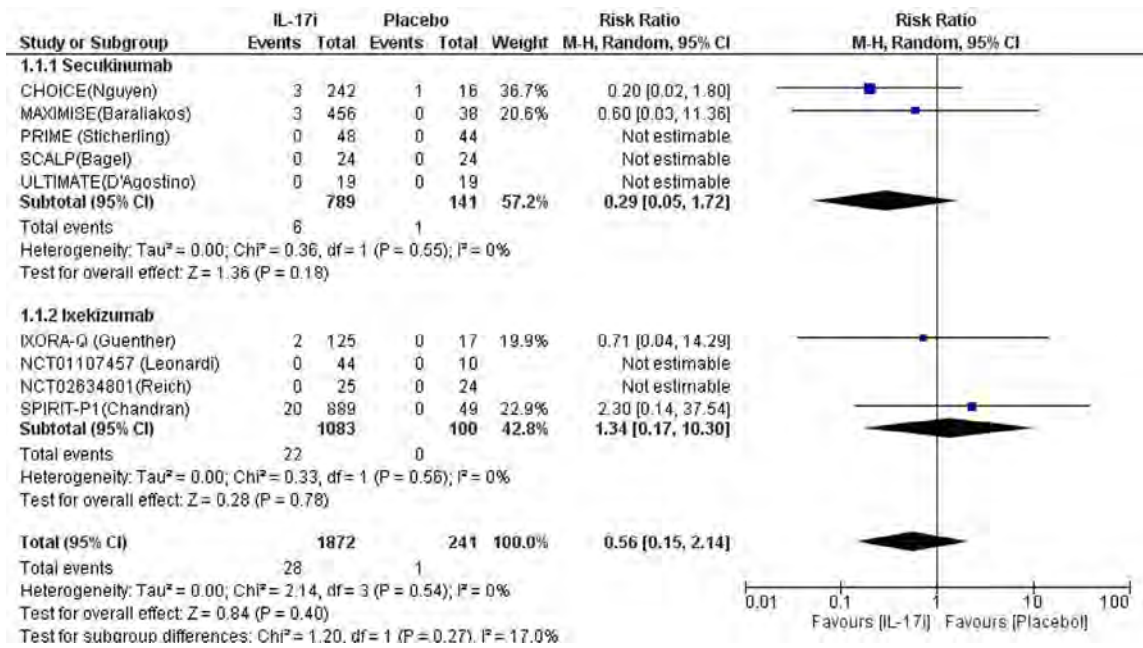 IL-17i Placebo Risk Ratio Risk Ratio
Study or Subgroup Events Total Events Total Weight M-H, Random, 95% CI M-H, Random, 95% CI
1.1.1 Secukinumab
CHOICE(Nguyen) 3 242 1 16 36.7% 0.20 [0.02, 1.80]
MAXIMISE(Baraliakos) 3 456 0 38 20.6% 0.60 [0.03, 11.36]
PRIME (Sticherling) 0 48 0 44 Not estimable
SCALP(Bagel) 0 24 0 24 Not estimable
ULTIMATE(D'Agostino) 0 19 0 19 Not estimable
Subtotal (95% CI) 789 141 57.2% 0.29 [0.05, 1.72]
Total events 6 1
Heterogeneity: Tau² = 0.00; Chi² = 0.36, df = 1 (P = 0.55); I² = 0%
Test for overall effect: Z = 1.36 (P = 0.18)
1.1.2 Ixekizumab
IXORA-Q (Guenther) 2 125 0 17 19.9% 0.71 [0.04, 14.29]
NCT01107457 (Leonardi) 0 44 0 10 Not estimable
NCT02634801(Reich) 0 25 0 24 Not estimable
SPIRIT-P1(Chandran) 20 889 0 49 22.9% 2.30 [0.14, 37.54]
Subtotal (95% CI) 1083 100 42.8% 1.34 [0.17, 10.30]
Total events 22 0
Heterogeneity: Tau² = 0.00; Chi² = 0.33, df = 1 (P = 0.56); I² = 0%
Test for overall effect: Z = 0.28 (P = 0.78)
Total (95% CI) 1872 241 100.0% 0.56 [0.15, 2.14]
Total events 28 1
Heterogeneity: Tau² = 0.00; Chi² = 2.14, df = 3 (P = 0.54); I² = 0%
Test for overall effect: Z = 0.84 (P = 0.40)
Test for subgroup differences: Chi² = 1.20, df = 1 (P = 0.27), I² = 17.0%
0.01 0.1 1 10 100
Favours [IL-17i] Favours [Placebo]